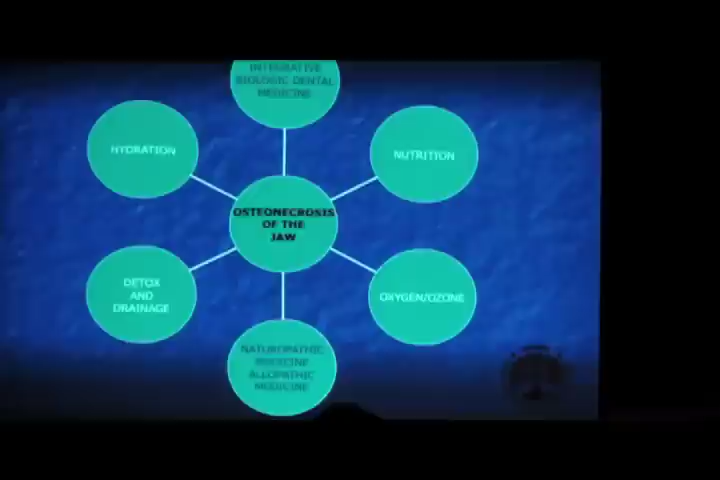 INTEGRATIVE
BIOLOGIC DENTAL
MEDICINE
HYDRATION
NUTRITION
OSTEONECROSIS
OF THE
JAW
DETOX
AND
DRAINAGE
OXYGEN/OZONE
NATUROPATHIC
MEDICINE
ALLOPATHIC
MEDICINE